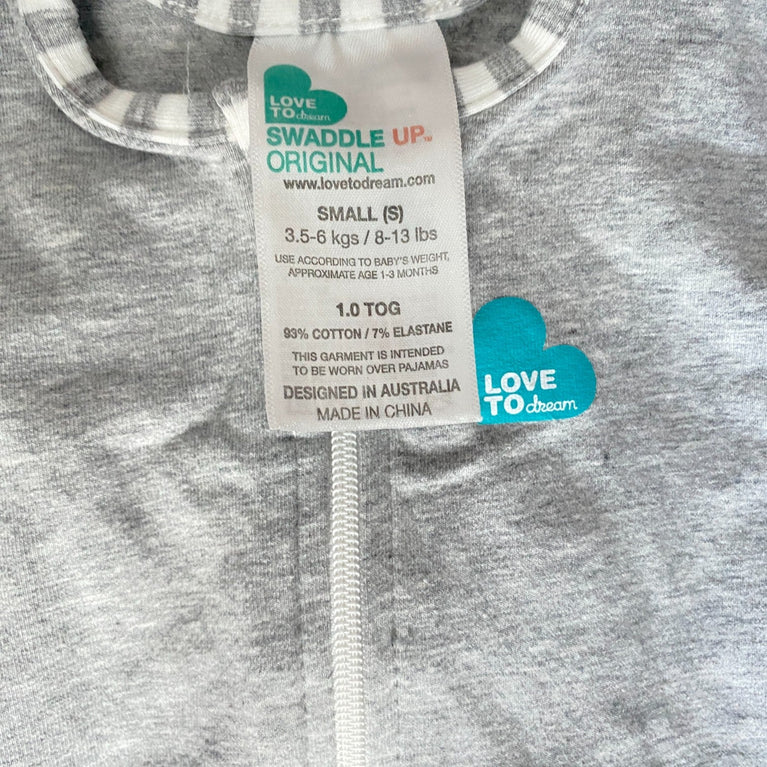 LOVE
TO dream
SWADDLE UP™
ORIGINAL
www.lovetodream.com
SMALL (S)
3.5-6 kgs / 8-13 lbs
USE ACCORDING TO BABY'S WEIGHT,
APPROXIMATE AGE 1-3 MONTHS
1.0 TOG
93% COTTON / 7% ELASTANE
THIS GARMENT IS INTENDED
TO BE WORN OVER PAJAMAS
DESIGNED IN AUSTRALIA
MADE IN CHINA
LOVE
TO dream